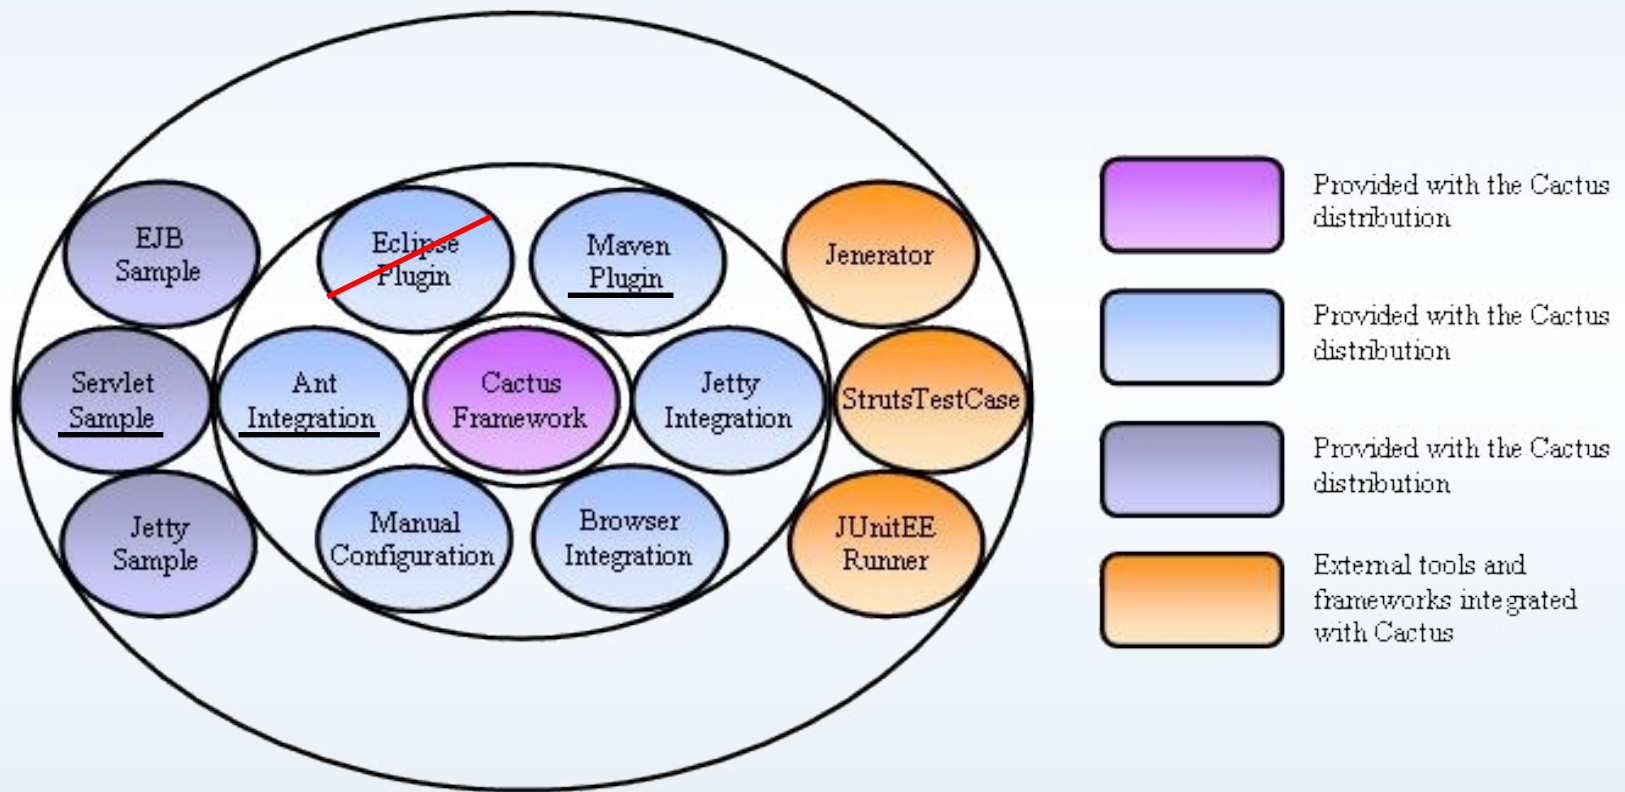 EJB
Sample
Eclipse
Plugin
Maven
Plugin
Jenerator
Servlet
Sample
Ant
Integration
Cactus
Framework
Jetty
Integration
StrutsTestCase
Jetty
Sample
Manual
Configuration
Browser
Integration
JUnitEE
Runner
Provided with the Cactus
distribution
Provided with the Cactus
distribution
Provided with the Cactus
distribution
External tools and
frameworks integrated
with Cactus